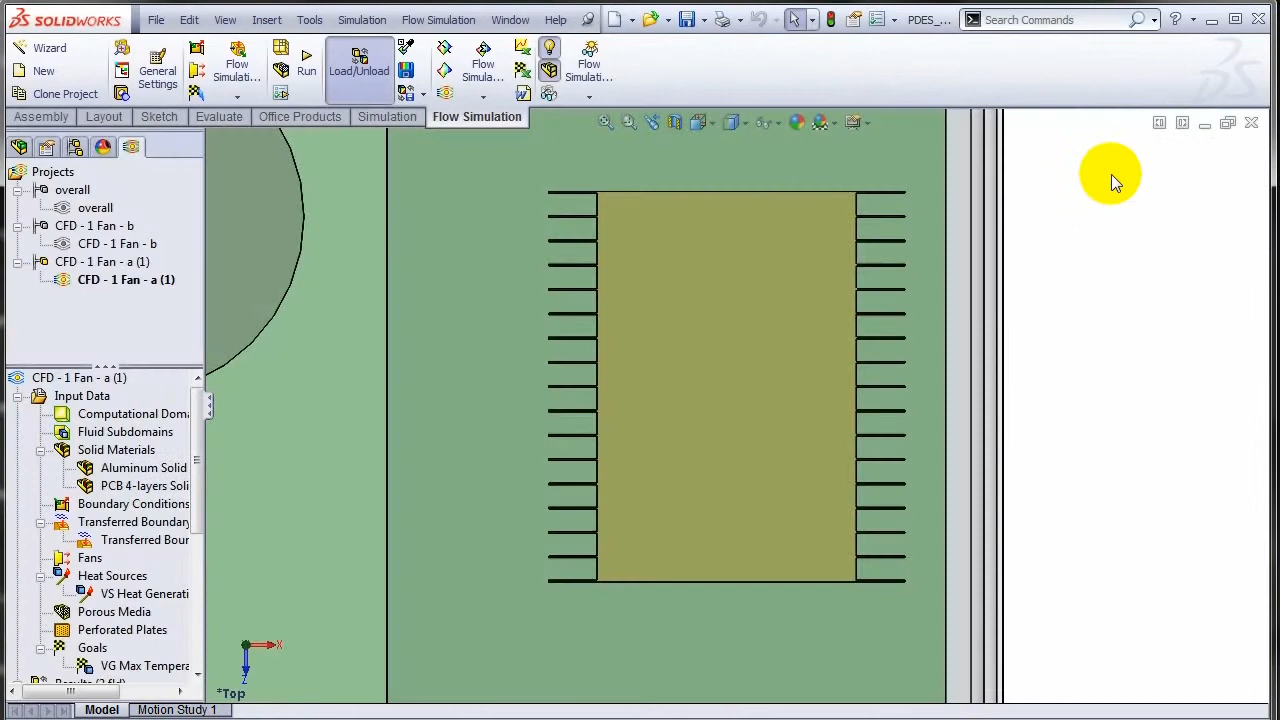 SOLIDWORKS File Edit View Insert Tools Simulation Flow Simulation Window Help PDES_... Search Commands
Wizard
New
Clone Project
General Settings
Flow Simulati...
Run
Load/Unload
Flow Simula...
Flow Simulati...
Assembly Layout Sketch Evaluate Office Products Simulation Flow Simulation
Projects
overall
overall
CFD - 1 Fan - b
CFD - 1 Fan - b
CFD - 1 Fan - a (1)
CFD - 1 Fan - a (1)
CFD - 1 Fan - a (1)
Input Data
Computational Doma
Fluid Subdomains
Solid Materials
Aluminum Solid
PCB 4-layers Soli
Boundary Conditions
Transferred Boundary
Transferred Bour
Fans
Heat Sources
VS Heat Generati
Porous Media
Perforated Plates
Goals
VG Max Tempera
X
Z
*Top
Model Motion Study 1